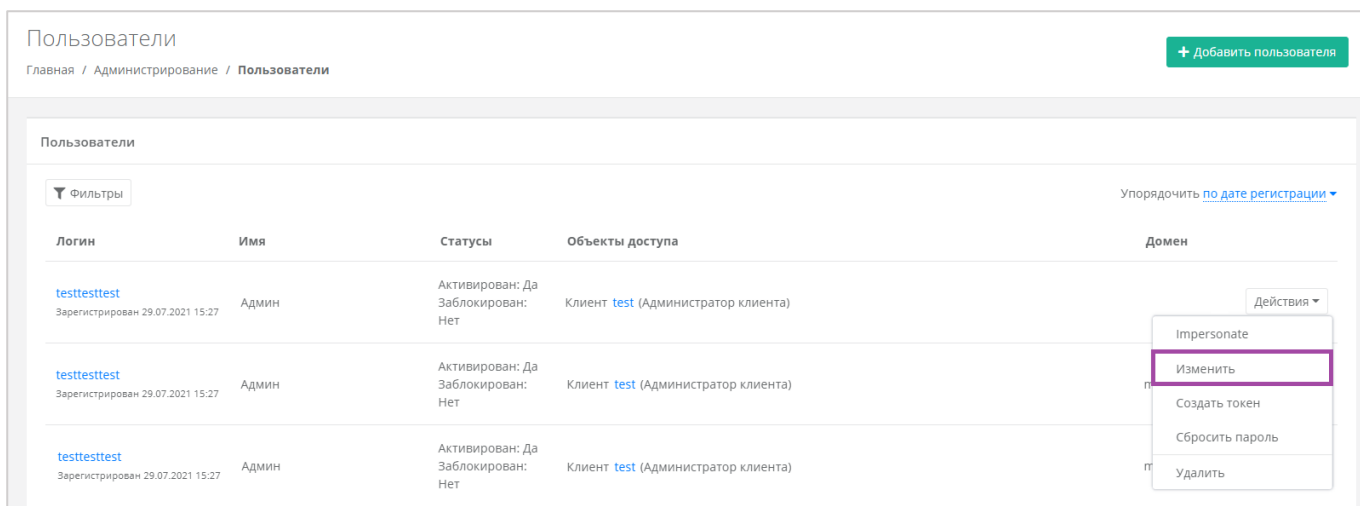 Пользователи
+ Добавить пользователя
Главная / Администрирование / Пользователи
Пользователи
Фильтры
Упорядочить по дате регистрации
Логин Имя Статусы Объекты доступа Домен
testtesttest
Зарегистрирован 29.07.2021 15:27
Админ
Активирован: Да
Заблокирован:
Нет
Клиент test (Администратор клиента)
Действия
Impersonate
Изменить
Создать токен
Сбросить пароль
Удалить
testtesttest
Зарегистрирован 29.07.2021 15:27
Админ
Активирован: Да
Заблокирован:
Нет
Клиент test (Администратор клиента)
testtesttest
Зарегистрирован 29.07.2021 15:27
Админ
Активирован: Да
Заблокирован:
Нет
Клиент test (Администратор клиента)